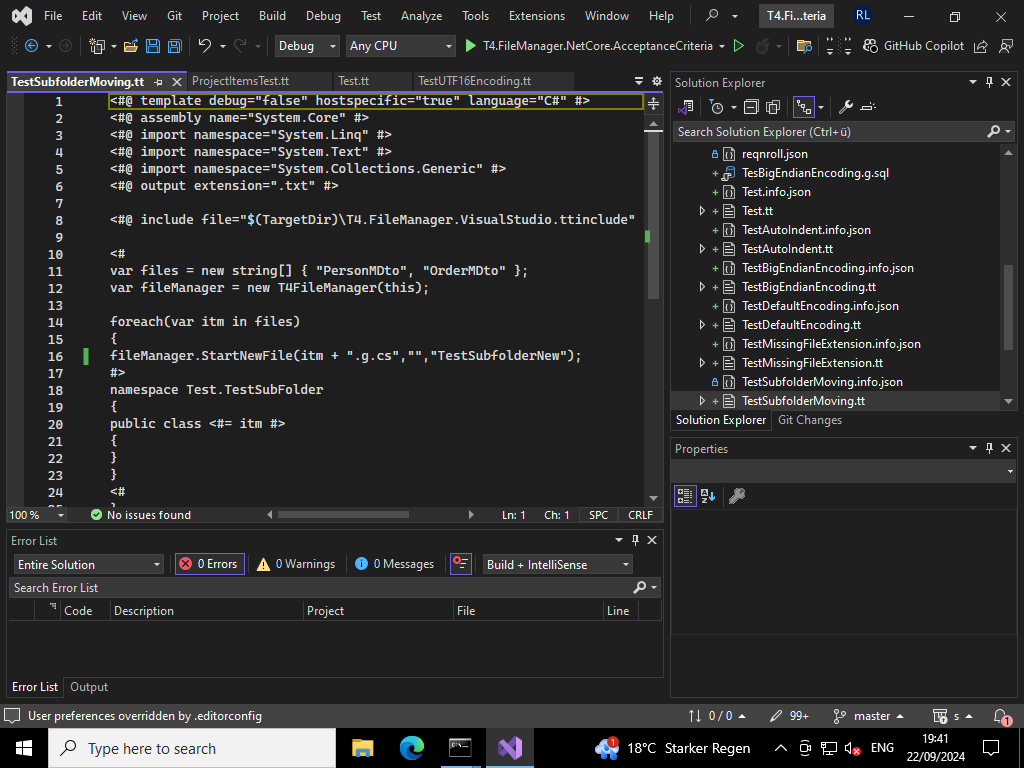 File Edit View Git Project Build Debug Test Analyze Tools Extensions Window Help T4.Fi...teria RL
Debug Any CPU T4.FileManager.NetCore.AcceptanceCriteria GitHub Copilot
TestSubfolderMoving.tt ProjectItemsTest.tt Test.tt TestUTF16Encoding.tt
1 <#@ template debug="false" hostspecific="true" language="C#" #>
2 <#@ assembly name="System.Core" #>
3 <#@ import namespace="System.Linq" #>
4 <#@ import namespace="System.Text" #>
5 <#@ import namespace="System.Collections.Generic" #>
6 <#@ output extension=".txt" #>
7
8 <#@ include file="$(TargetDir)\T4.FileManager.VisualStudio.ttinclude"
9
10 <#
11 var files = new string[] { "PersonMDto", "OrderMDto" };
12 var fileManager = new T4FileManager(this);
13
14 foreach(var itm in files)
15 {
16 fileManager.StartNewFile(itm + ".g.cs","","TestSubfolderNew");
17 #>
18 namespace Test.TestSubFolder
19 {
20 public class <#= itm #>
21 {
22 }
23 }
24 <#
100 % No issues found Ln: 1 Ch: 1 SPC CRLF
Solution Explorer
Search Solution Explorer (Ctrl+ü)
reqnroll.json
TesBigEndianEncoding.g.sql
Test.info.json
Test.tt
TestAutoIndent.info.json
TestAutoIndent.tt
TestBigEndianEncoding.info.json
TestBigEndianEncoding.tt
TestDefaultEncoding.info.json
TestDefaultEncoding.tt
TestMissingFileExtension.info.json
TestMissingFileExtension.tt
TestSubfolderMoving.info.json
TestSubfolderMoving.tt
Solution Explorer Git Changes
Properties
Error List
Entire Solution 0 Errors 0 Warnings 0 Messages Build + IntelliSense
Search Error List
Code Description Project File Line
Error List Output
User preferences overridden by .editorconfig 0 / 0 99+ master s 1
Type here to search 1 18°C Starker Regen ENG 19:41
22/09/2024